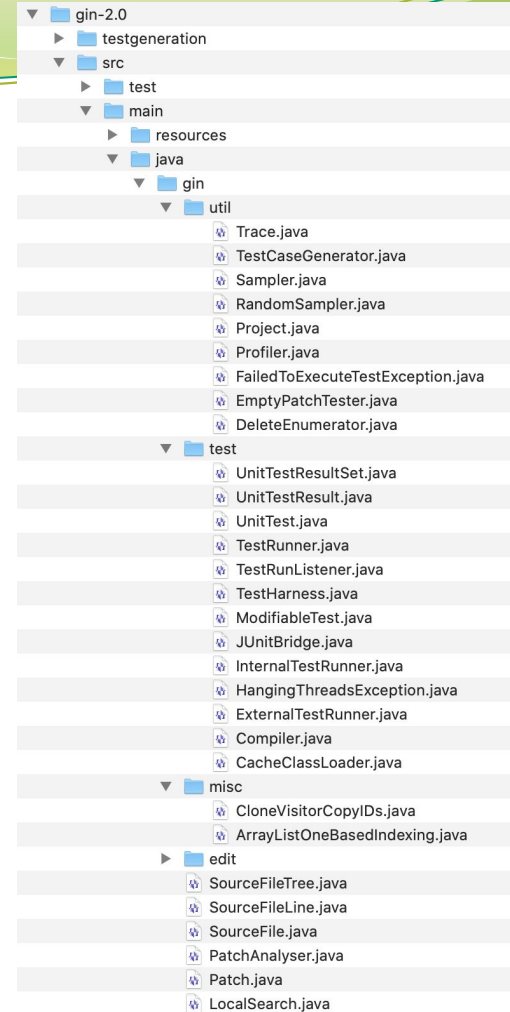 gin-2.0
testgeneration
src
test
main
resources
java
gin
util
Trace.java
TestCaseGenerator.java
Sampler.java
RandomSampler.java
Project.java
Profiler.java
FailedToExecuteTestException.java
EmptyPatchTester.java
DeleteEnumerator.java
test
UnitTestResultSet.java
UnitTestResult.java
UnitTest.java
TestRunner.java
TestRunListener.java
TestHarness.java
ModifiableTest.java
JUnitBridge.java
InternalTestRunner.java
HangingThreadsException.java
ExternalTestRunner.java
Compiler.java
CacheClassLoader.java
misc
CloneVisitorCopyIDs.java
ArrayListOneBasedIndexing.java
edit
SourceFileTree.java
SourceFileLine.java
SourceFile.java
PatchAnalyser.java
Patch.java
LocalSearch.java